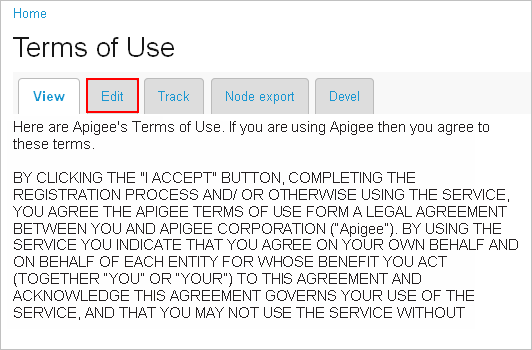 Home
Terms of Use
View Edit Track Node export Devel
Here are Apigee's Terms of Use. If you are using Apigee then you agree to
these terms.
BY CLICKING THE "I ACCEPT" BUTTON, COMPLETING THE
REGISTRATION PROCESS AND/ OR OTHERWISE USING THE SERVICE,
YOU AGREE THE APIGEE TERMS OF USE FORM A LEGAL AGREEMENT
BETWEEN YOU AND APIGEE CORPORATION ("Apigee"). BY USING THE
SERVICE YOU INDICATE THAT YOU AGREE ON YOUR OWN BEHALF AND
ON BEHALF OF EACH ENTITY FOR WHOSE BENEFIT YOU ACT
(TOGETHER "YOU" OR "YOUR") TO THIS AGREEMENT AND
ACKNOWLEDGE THIS AGREEMENT GOVERNS YOUR USE OF THE
SERVICE, AND THAT YOU MAY NOT USE THE SERVICE WITHOUT